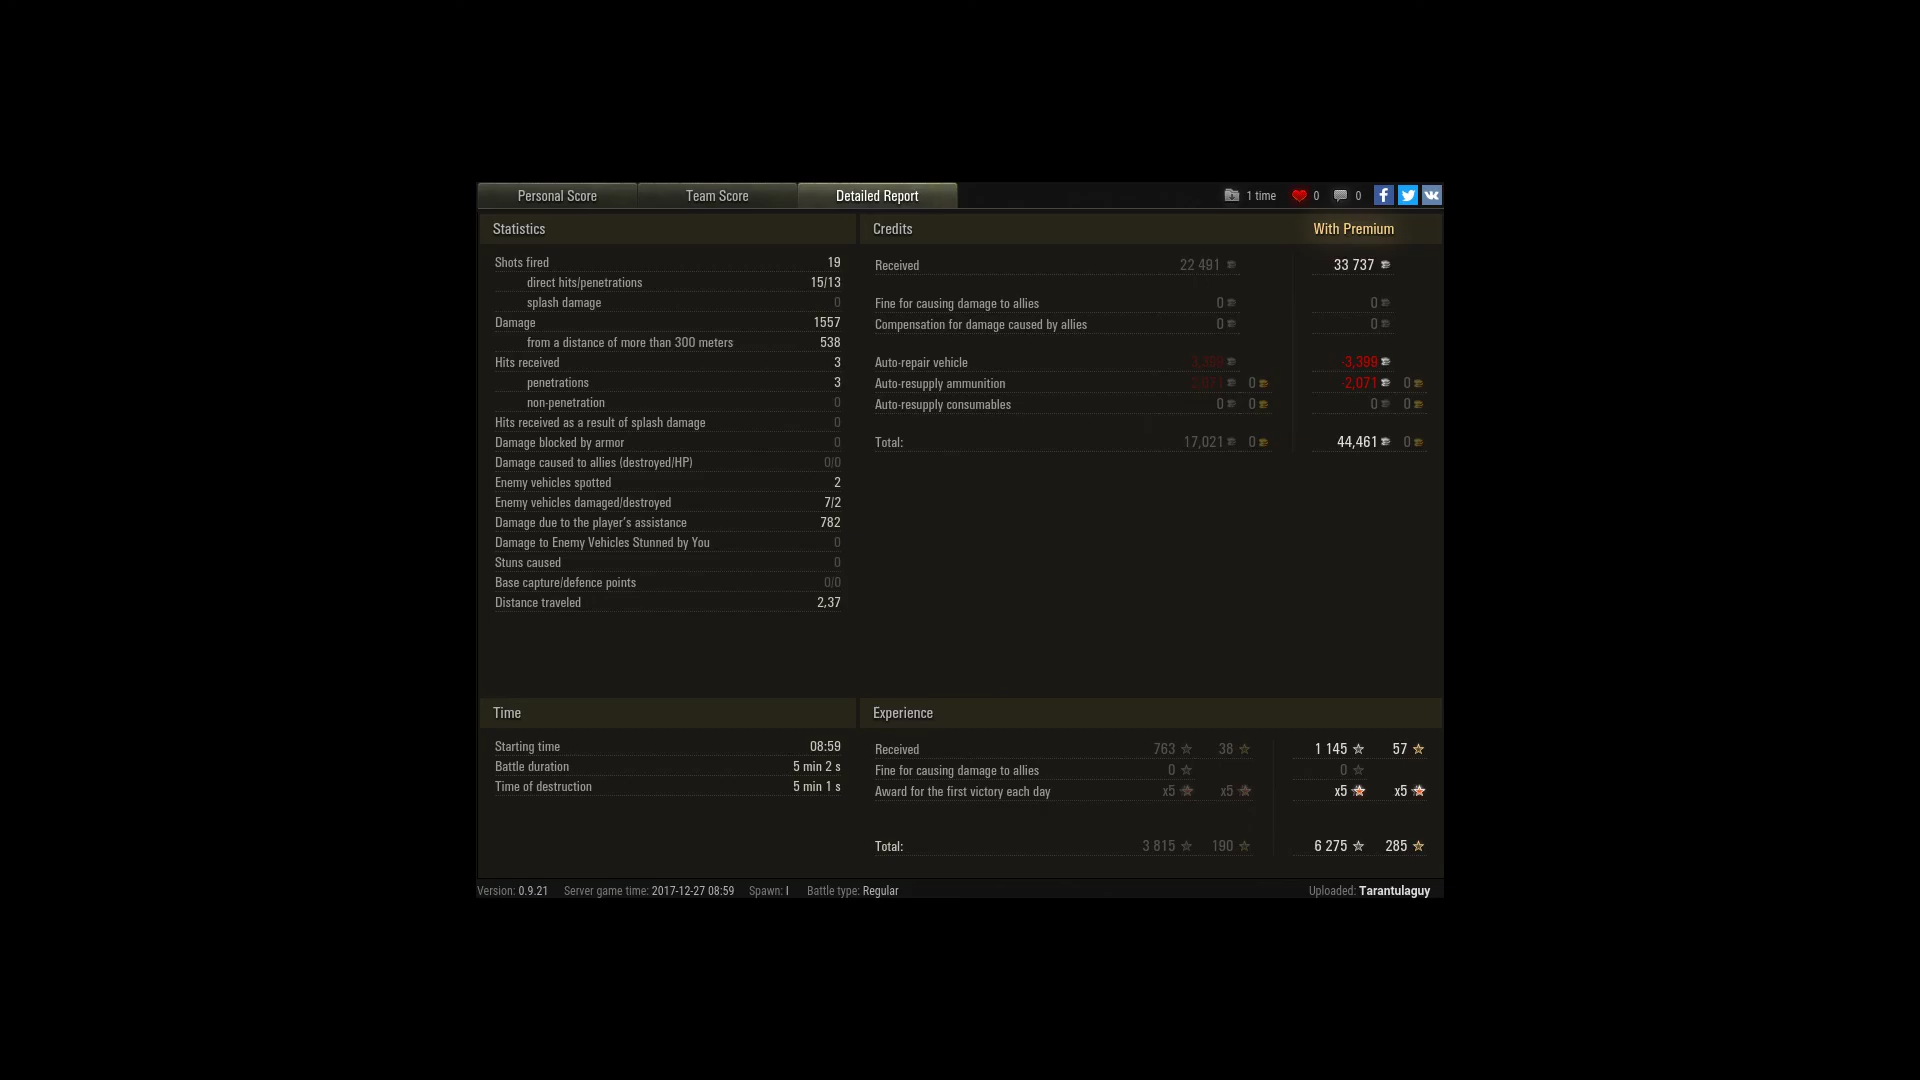 Personal Score Team Score Detailed Report 1 time 0 0
Statistics
Shots fired 19
direct hits/penetrations 15/13
splash damage 0
Damage 1557
from a distance of more than 300 meters 538
Hits received 3
penetrations 3
non-penetration 0
Hits received as a result of splash damage 0
Damage blocked by armor 0
Damage caused to allies (destroyed/HP) 0/0
Enemy vehicles spotted 2
Enemy vehicles damaged/destroyed 7/2
Damage due to the player's assistance 782
Damage to Enemy Vehicles Stunned by You 0
Stuns caused 0
Base capture/defence points 0/0
Distance traveled 2,37
Credits With Premium
Received 22 491 33 737
Fine for causing damage to allies 0 0
Compensation for damage caused by allies 0 0
Auto-repair vehicle 3,399 -3,399
Auto-resupply ammunition 2,071 0 -2,071 0
Auto-resupply consumables 0 0 0 0
Total: 17,021 0 44,461 0
Time
Starting time 08:59
Battle duration 5 min 2 s
Time of destruction 5 min 1 s
Experience
Received 763 38 1 145 57
Fine for causing damage to allies 0 0
Award for the first victory each day x5 x5 x5 x5
Total: 3 815 190 6 275 285
Version: 0.9.21 Server game time: 2017-12-27 08:59 Spawn: I Battle type: Regular Uploaded: Tarantulaguy